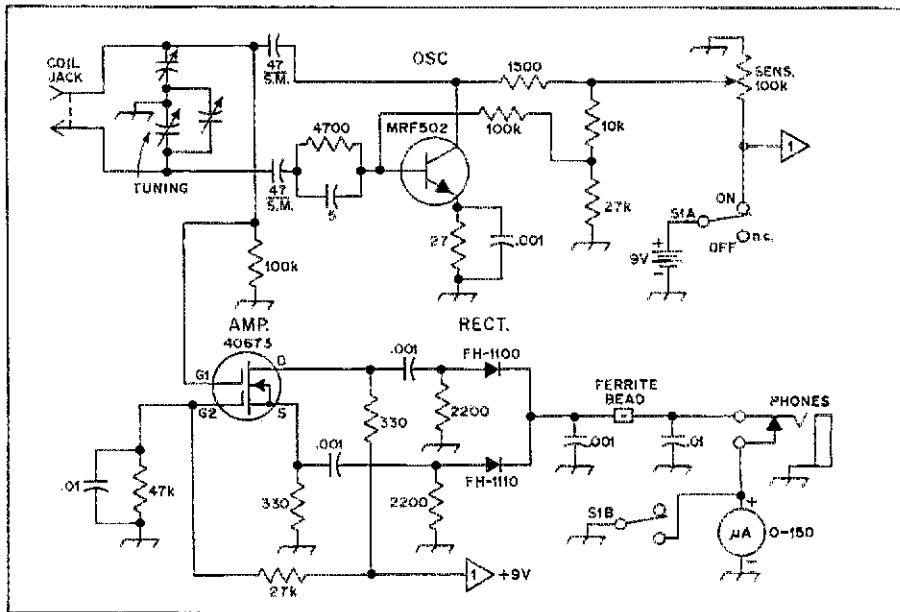 COIL
JACK
TUNING
47
S.M.
OSC
1500
SENS.
100k
4700
5
100k
MRF502
10k
1
47
S.M.
27k
ON
S1A
OFF
n.c.
27
.001
9V
+
-
100k
AMP.
40673
RECT.
D
.001
FH-1100
G1
G2
S
330
2200
FERRITE
BEAD
PHONES
.001
.01
.01
47k
.001
FH-1110
330
2200
S1B
+
µA
0-150
-
27k
1
+9V